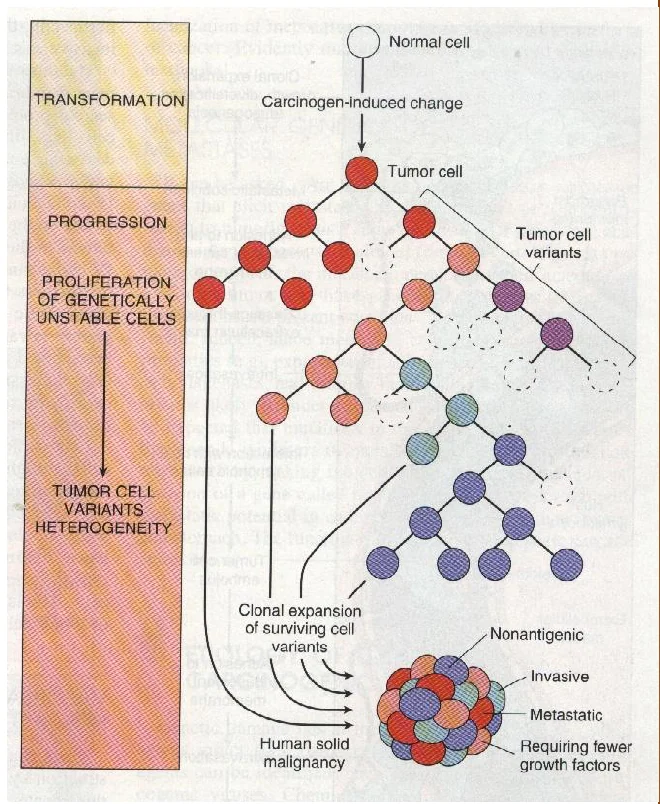 Normal cell
TRANSFORMATION
Carcinogen-induced change
Tumor cell
PROGRESSION
Tumor cell
variants
PROLIFERATION
OF GENETICALLY
UNSTABLE CELLS
TUMOR CELL
VARIANTS
HETEROGENEITY
Clonal expansion
of surviving cell
variants
Nonantigenic
Invasive
Metastatic
Requiring fewer
growth factors
Human solid
malignancy